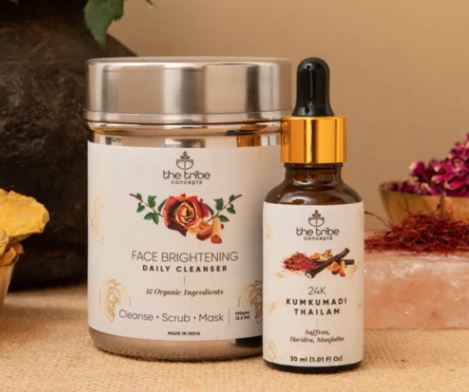 the tribe
concepts
FACE BRIGHTENING
DAILY CLEANSER
12 Organic Ingredients
Cleanse • Scrub • Mask
MADE IN INDIA
the tribe
concepts
24K
KUMKUMADI
THAILAM
Saffron,
Haridra, Manjistha
30 ml (1.01 Fl Oz)